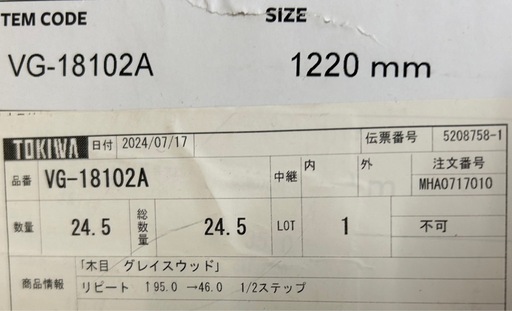 TEM CODE SIZE
VG-18102A 1220 mm
TOKIWA 日付 2024/07/17 伝票番号 5208758-1
品番 VG-18102A 中継 内 外 注文番号
MHA0717010
数量 24.5 総数量 24.5 LOT 1 不可
商品情報 「木目 グレイスウッド」
リピート ↑95.0 →46.0 1/2ステップ